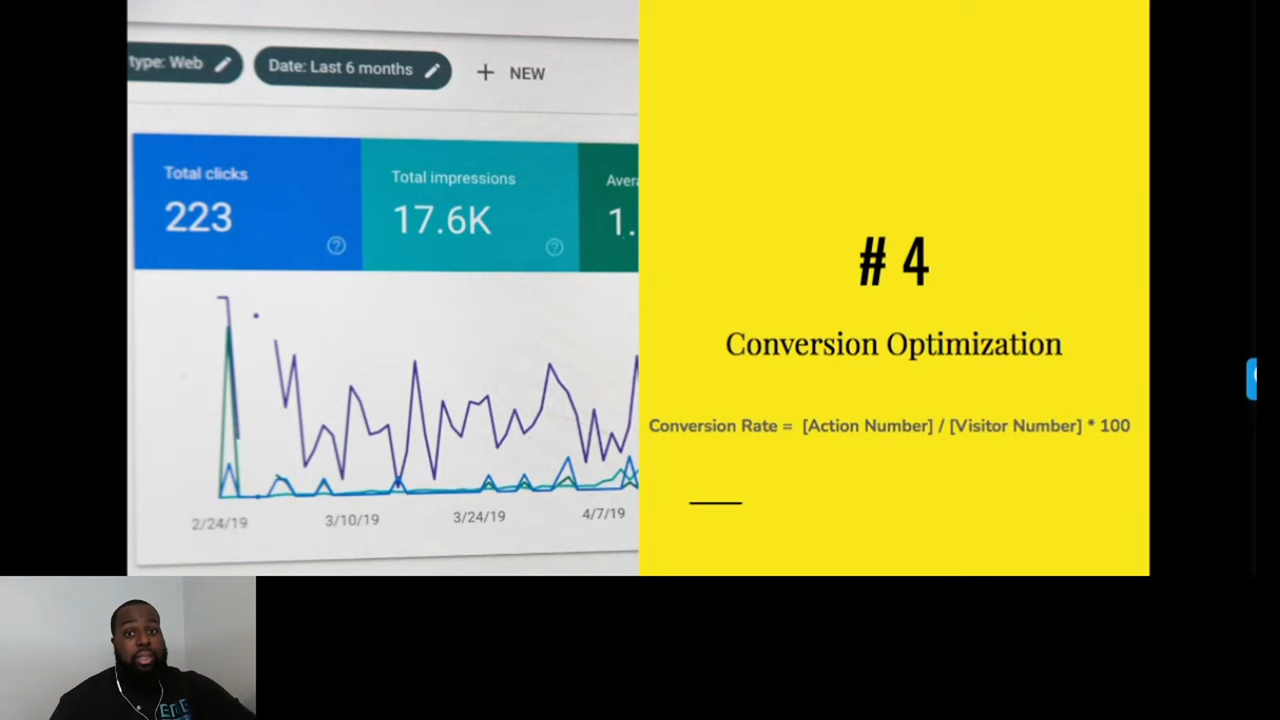 type: Web
Date: Last 6 months
+ NEW
Total clicks
223
Total impressions
17.6K
1.
2/24/19
3/10/19
3/24/19
4/7/19
# 4
Conversion Optimization
Conversion Rate = [Action Number] / [Visitor Number] * 100